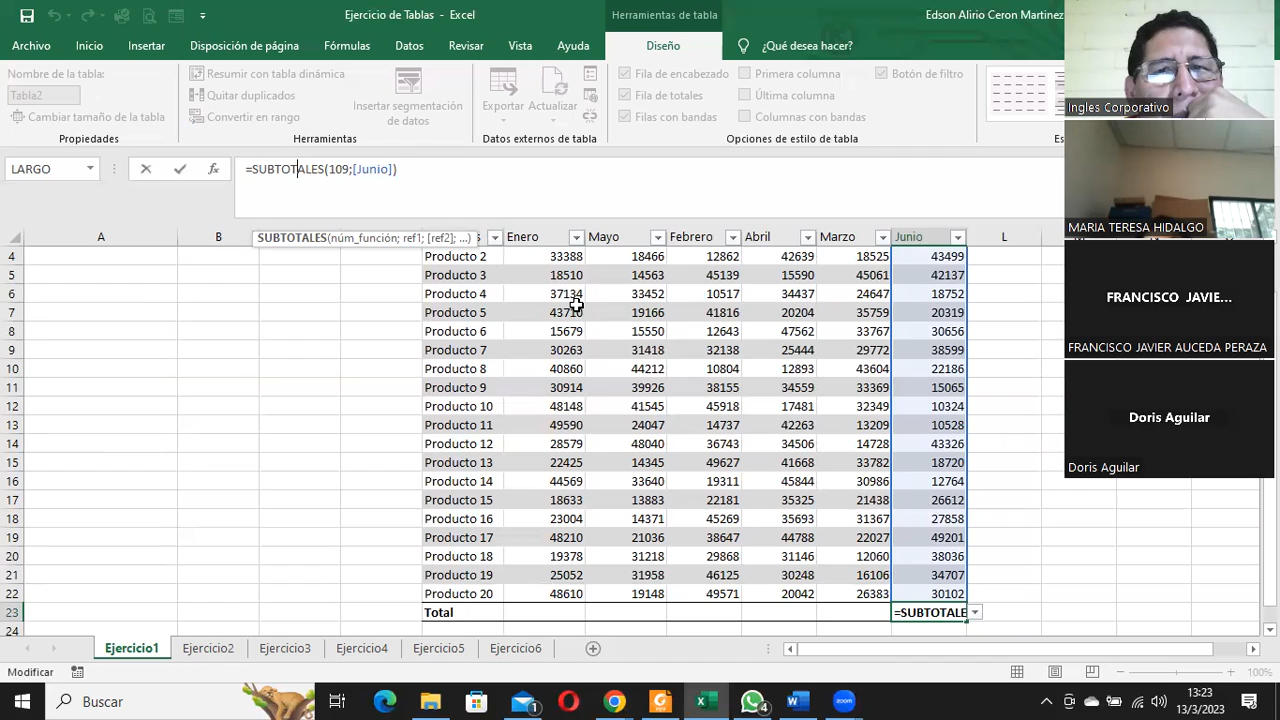 Ejercicio de Tablas - Excel
Herramientas de tabla
Edson Alirio Ceron Martinez
Archivo Inicio Insertar Disposición de página Fórmulas Datos Revisar Vista Ayuda Diseño ¿Qué desea hacer?
Nombre de la tabla:
Tabla2
Cambiar tamaño de la tabla
Propiedades
Resumir con tabla dinámica
Quitar duplicados
Convertir en rango
Insertar segmentación
de datos
Herramientas
Exportar Actualizar
Datos externos de tabla
Fila de encabezado Primera columna Botón de filtro
Fila de totales Última columna
Filas con bandas Columnas con bandas
Opciones de estilo de tabla
LARGO
fx
=SUBTOTALES(109;[Junio])
SUBTOTALES(núm_función; ref1; [ref2]; ...)
A B s Enero Mayo Febrero Abril Marzo Junio L
4 Producto 2 33388 18466 12862 42639 18525 43499
5 Producto 3 18510 14563 45139 15590 45061 42137
6 Producto 4 37134 33452 10517 34437 24647 18752
7 Producto 5 19166 41816 20204 35759 20319
8 Producto 6 15679 15550 12643 47562 33767 30656
9 Producto 7 30263 31418 32138 25444 29772 38599
10 Producto 8 40860 44212 10804 12893 43604 22186
11 Producto 9 30914 39926 38155 34559 33369 15065
12 Producto 10 48148 41545 45918 17481 32349 10324
13 Producto 11 49590 24047 14737 42263 13209 10528
14 Producto 12 28579 48040 36743 34506 14728 43326
15 Producto 13 22425 14345 49627 41668 33782 18720
16 Producto 14 44569 33640 19311 45844 30986 12764
17 Producto 15 18633 13883 22181 35325 21438 26612
18 Producto 16 23004 14371 45269 35693 31367 27858
19 Producto 17 48210 21036 38647 44788 22027 49201
20 Producto 18 19378 31218 29868 31146 12060 38036
21 Producto 19 25052 31958 46125 30248 16106 34707
22 Producto 20 48610 19148 49571 20042 26383 30102
23 Total =SUBTOTALE
24
Ejercicio1 Ejercicio2 Ejercicio3 Ejercicio4 Ejercicio5 Ejercicio6
Modificar
100%
Ingles Corporativo
MARIA TERESA HIDALGO
FRANCISCO JAVIE...
FRANCISCO JAVIER AUCEDA PERAZA
Doris Aguilar
Doris Aguilar
Buscar
1
4
13:23
13/3/2023